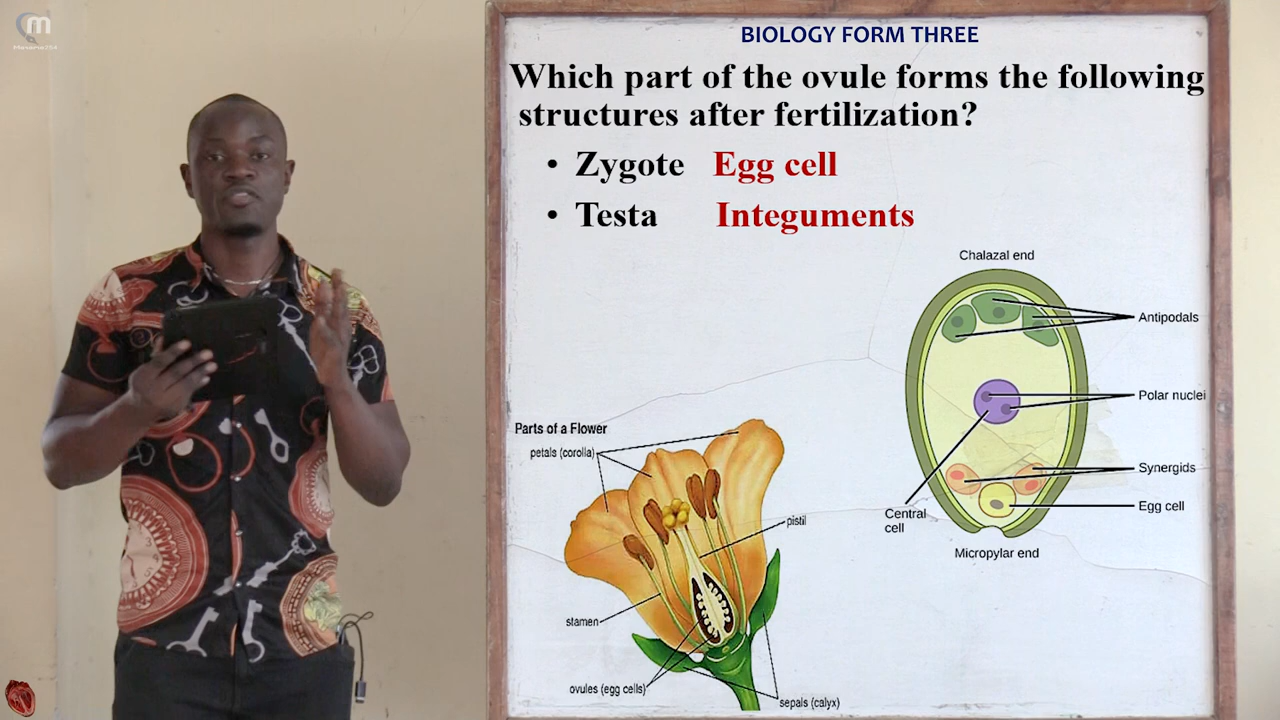 m
BIOLOGY FORM THREE
Which part of the ovule forms the following
structures after fertilization?
• Zygote Egg cell
• Testa Integuments
Chalazal end
Antipodals
Polar nuclei
Synergids
Egg cell
Central
cell
Micropylar end
Parts of a Flower
petals (corolla)
pistil
stamen
ovules (egg cells)
sepals (calyx)